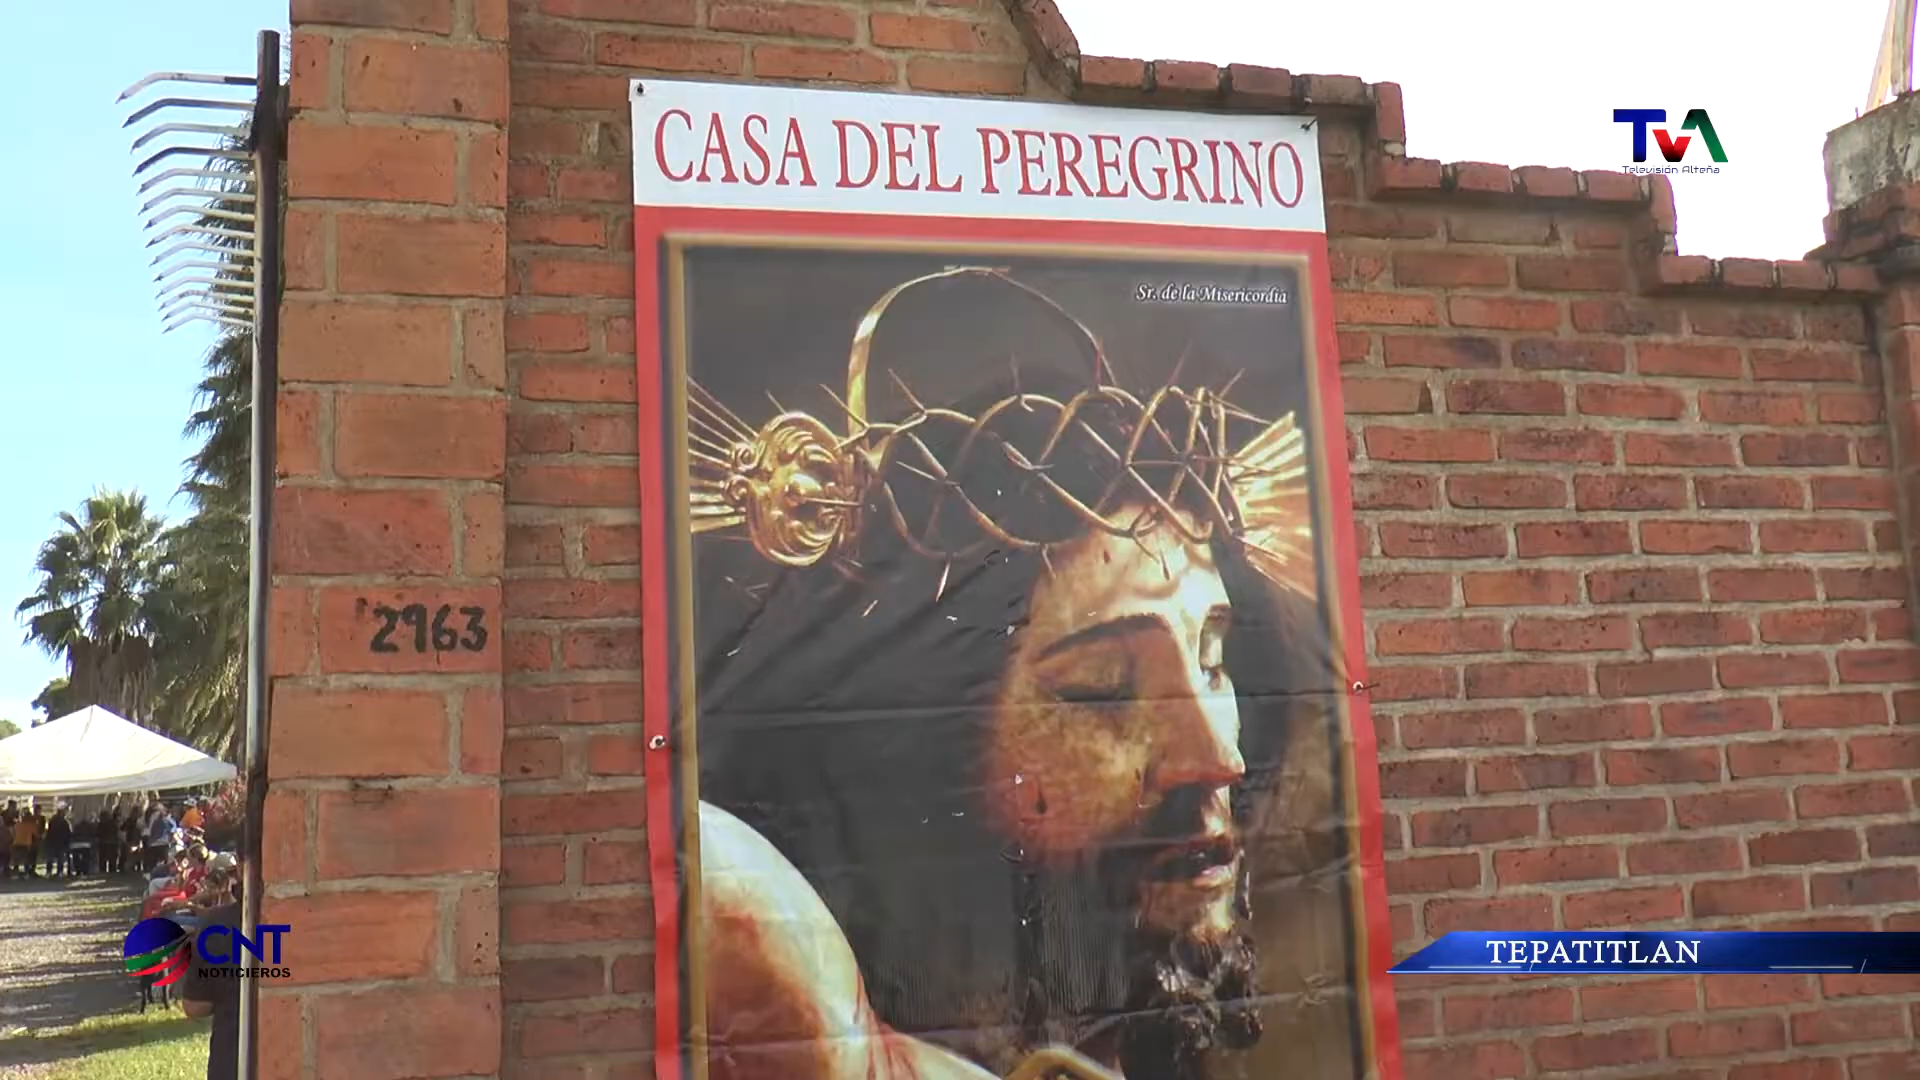 CASA DEL PEREGRINO
Sr. de la Misericordia
TVA
Televisión Alteña
2963
CNT
NOTICIEROS
TEPATITLAN